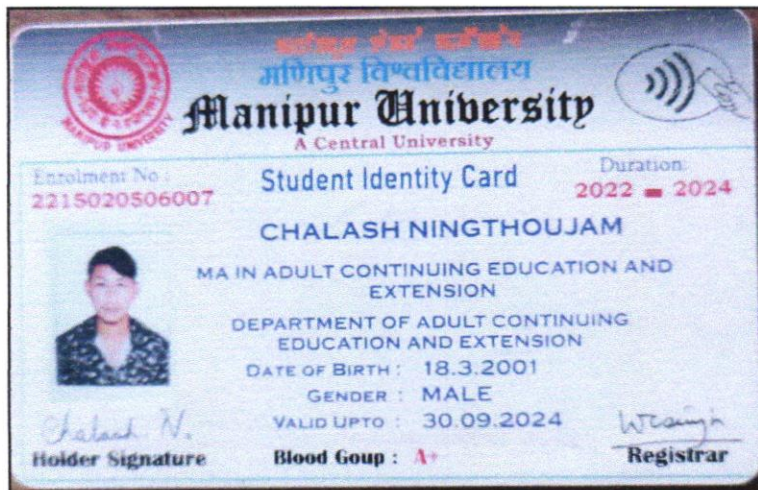 मणिपुर विश्वविद्यालय
Manipur University
A Central University
MANIPUR UNIVERSITY
Enrolment No :
2215020506007
Student Identity Card
Duration:
2022 - 2024
CHALASH NINGTHOUJAM
MA IN ADULT CONTINUING EDUCATION AND
EXTENSION
DEPARTMENT OF ADULT CONTINUING
EDUCATION AND EXTENSION
DATE OF BIRTH : 18.3.2001
GENDER : MALE
VALID UPTO : 30.09.2024
Chalash N.
Holder Signature
Blood Goup : A+
Registrar